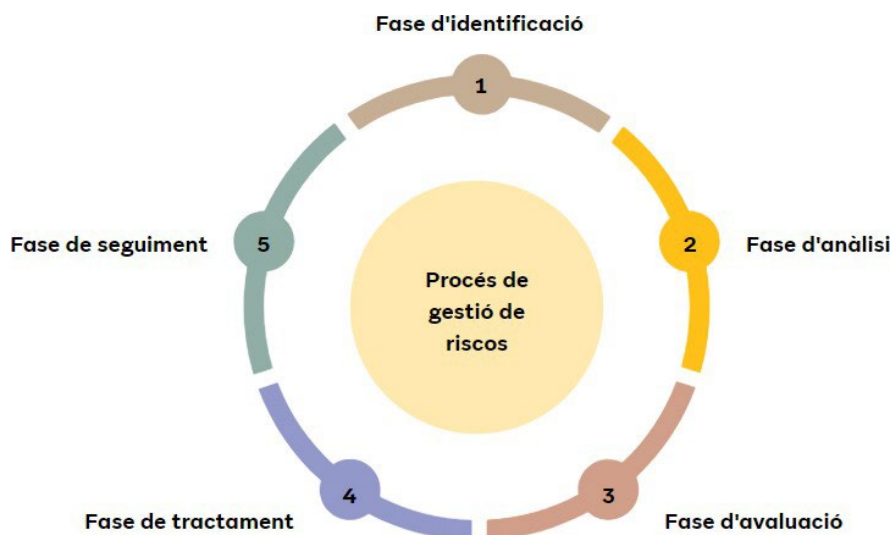 Fase d'identificació
1
Fase de seguiment
5
2
Fase d'anàlisi
Procés de
gestió de
riscos
4
3
Fase de tractament
Fase d'avaluació